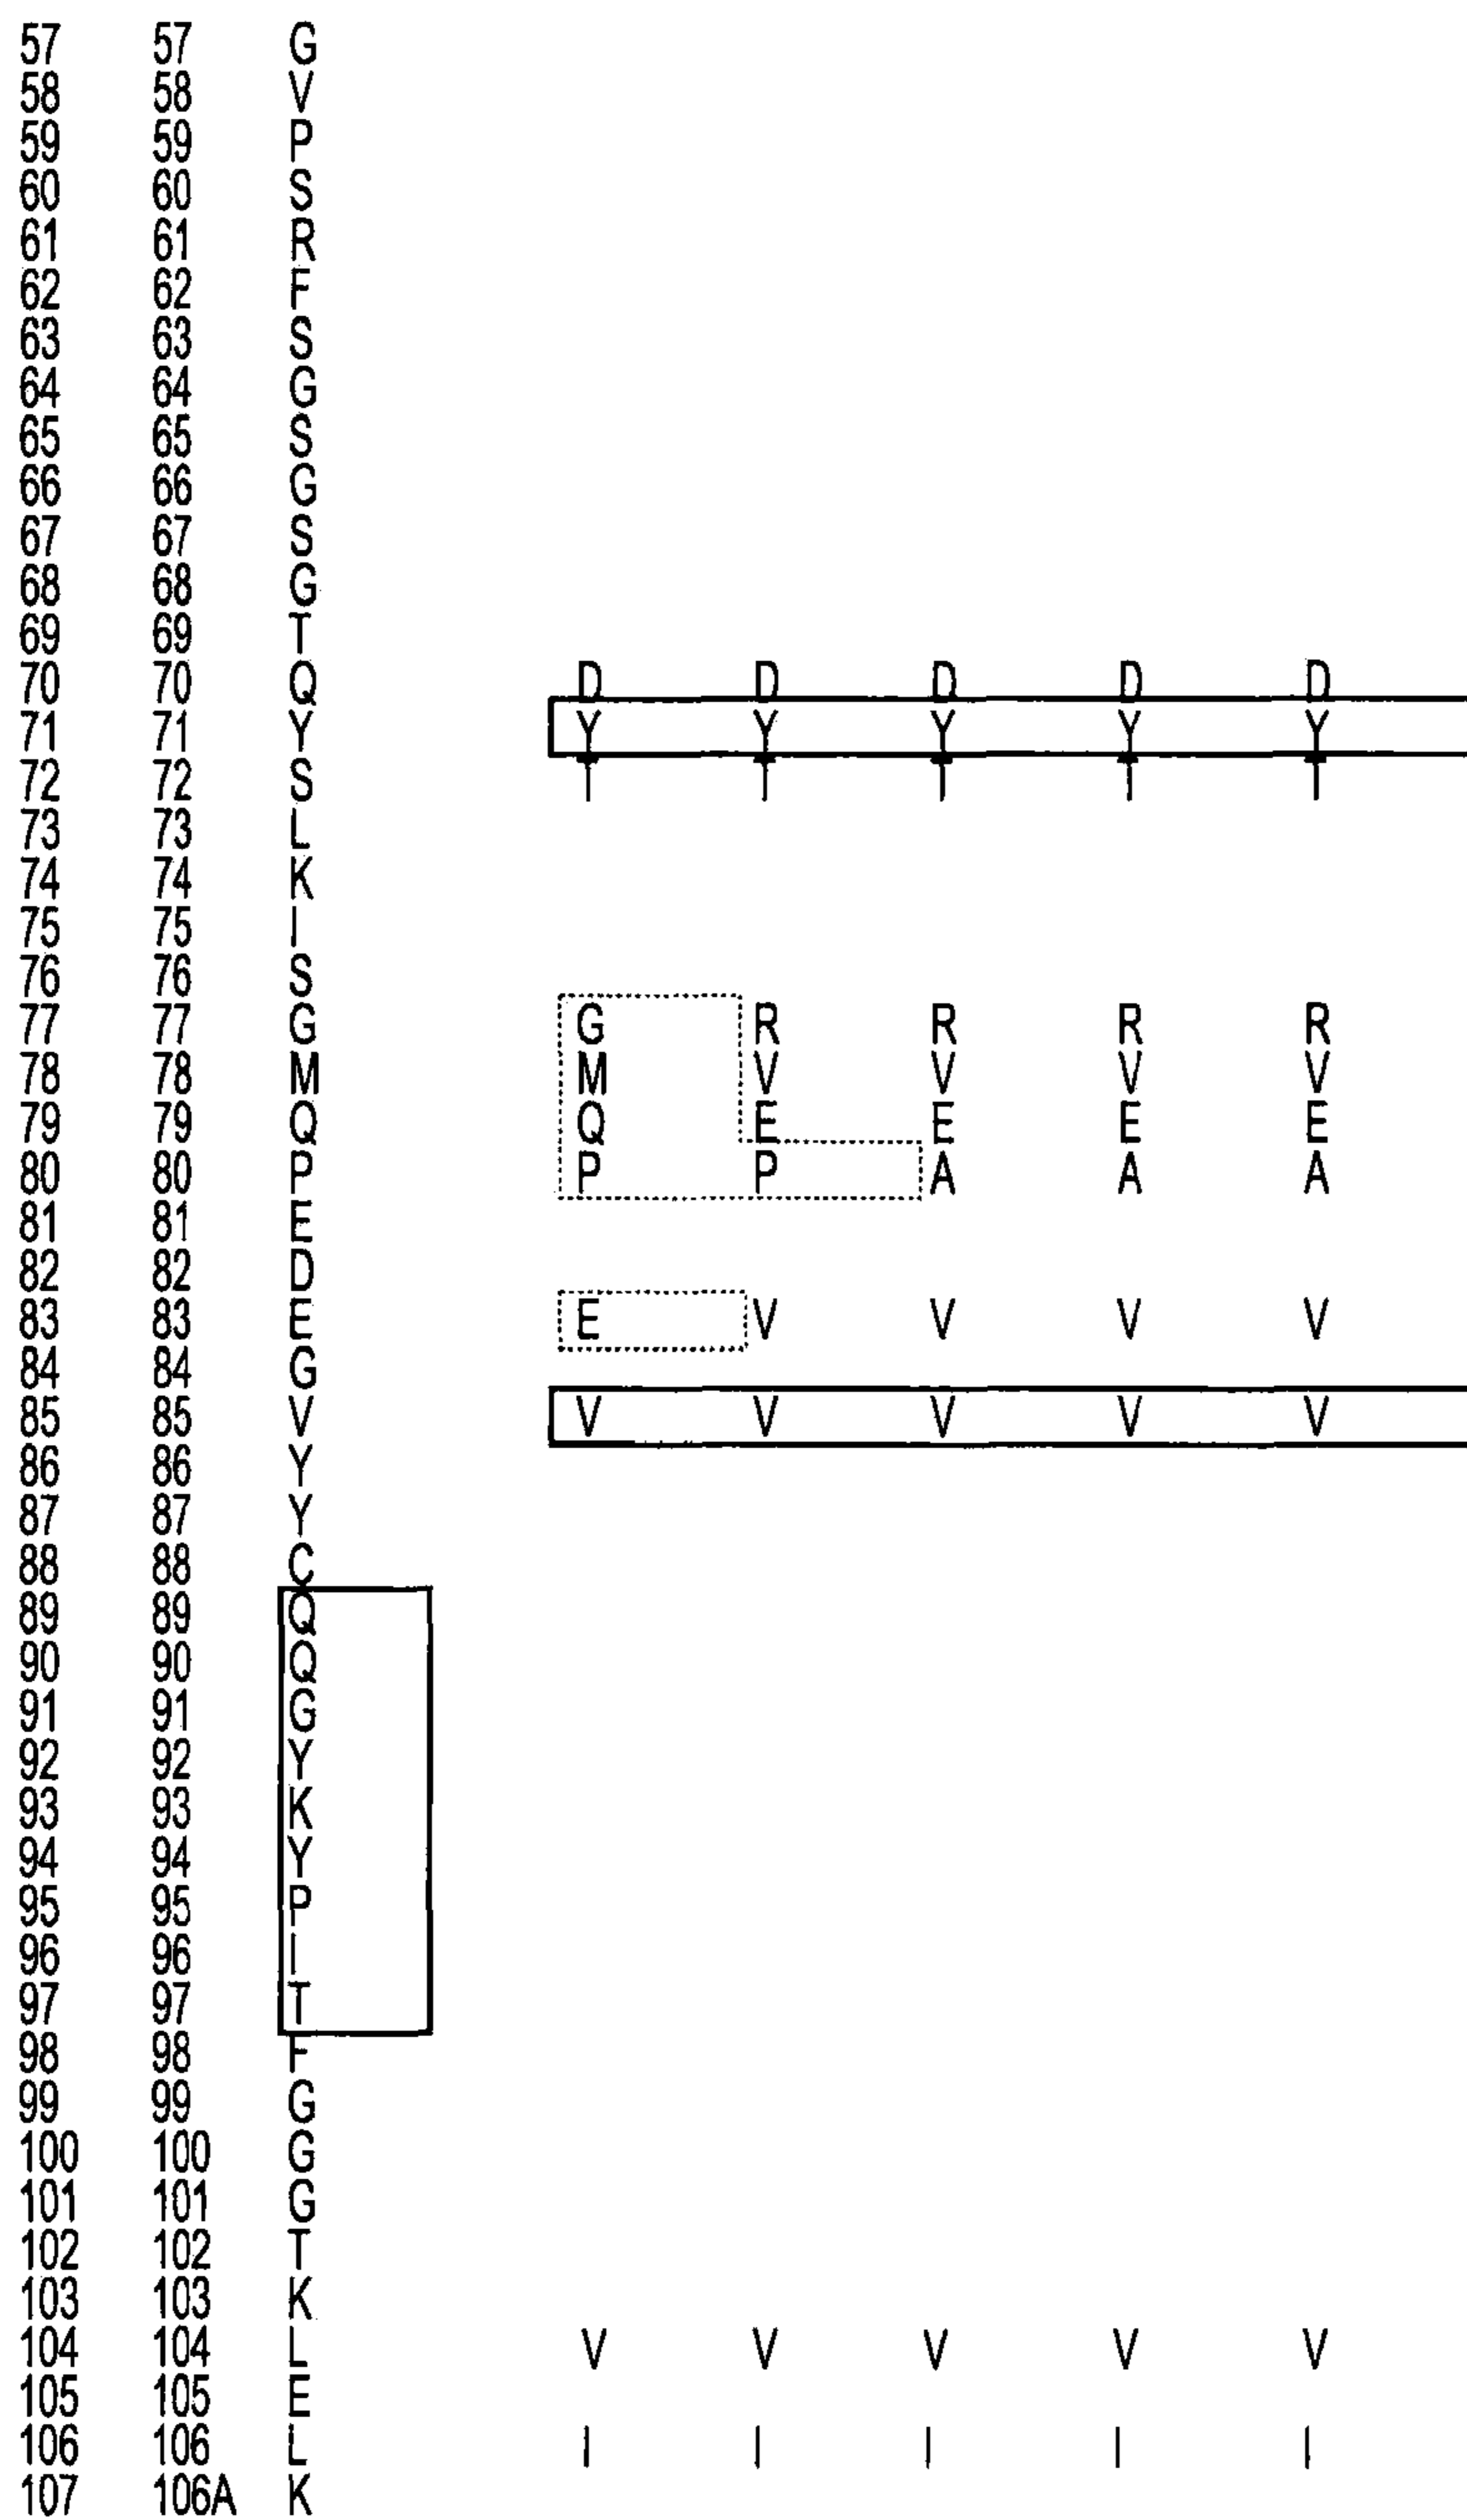 57 57 G
58 58 V
59 59 P
60 60 S
61 61 R
62 62 F
63 63 S
64 64 G
65 65 S
66 66 G
67 67 S
68 68 G
69 69 T
70 70 Q D D D D D
71 71 Y Y Y Y Y Y
72 72 S T T T T T
73 73 L
74 74 K
75 75 I
76 76 S
77 77 G G R R R R
78 78 M M V V V V
79 79 Q Q E E E E
80 80 P P P A A A
81 81 E
82 82 D
83 83 E E V V V V
84 84 G
85 85 V V V V V V
86 86 Y
87 87 Y
88 88 C
89 89 Q
90 90 Q
91 91 G
92 92 Y
93 93 K
94 94 Y
95 95 P
96 96 I
97 97 T
98 98 F
99 99 G
100 100 G
101 101 G
102 102 T
103 103 K
104 104 L V V V V V
105 105 E
106 106 L I I I I I
107 106A K